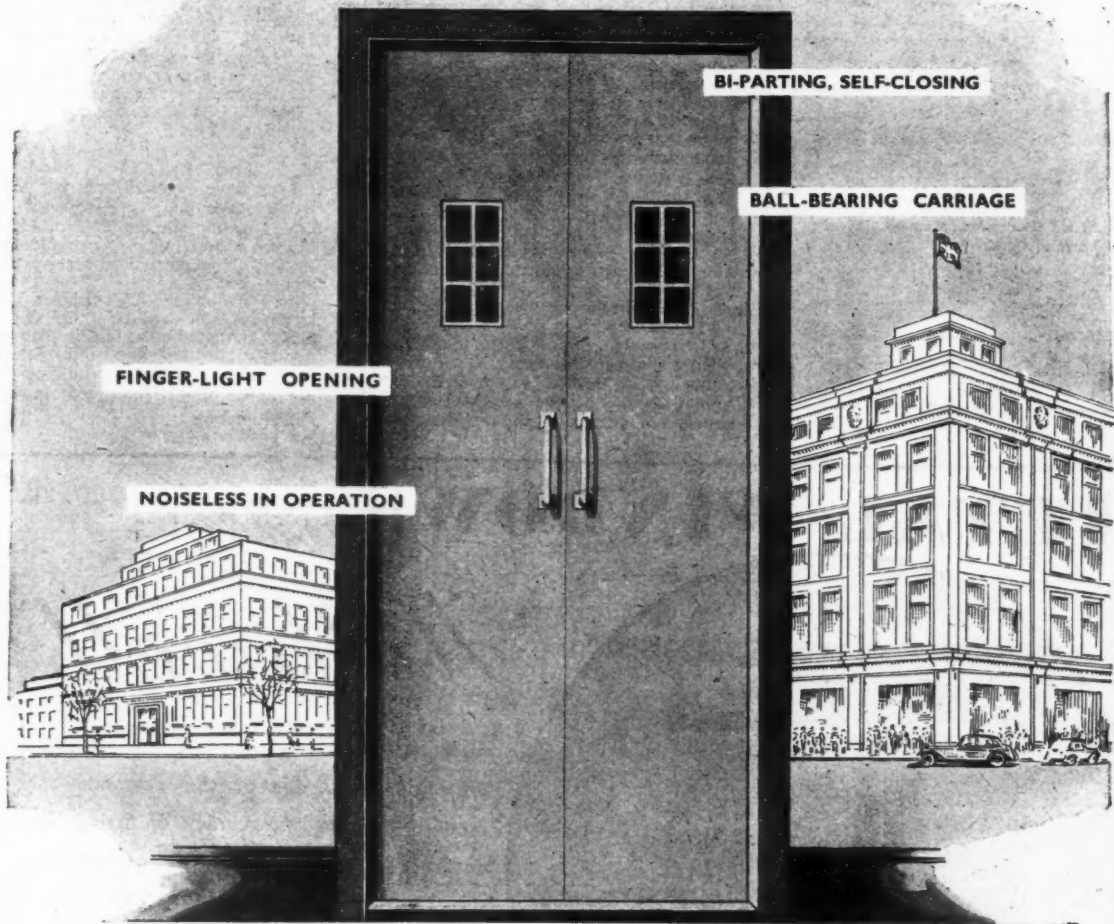 BI-PARTING, SELF-CLOSING
BALL-BEARING CARRIAGE
FINGER-LIGHT OPENING
NOISELESS IN OPERATION